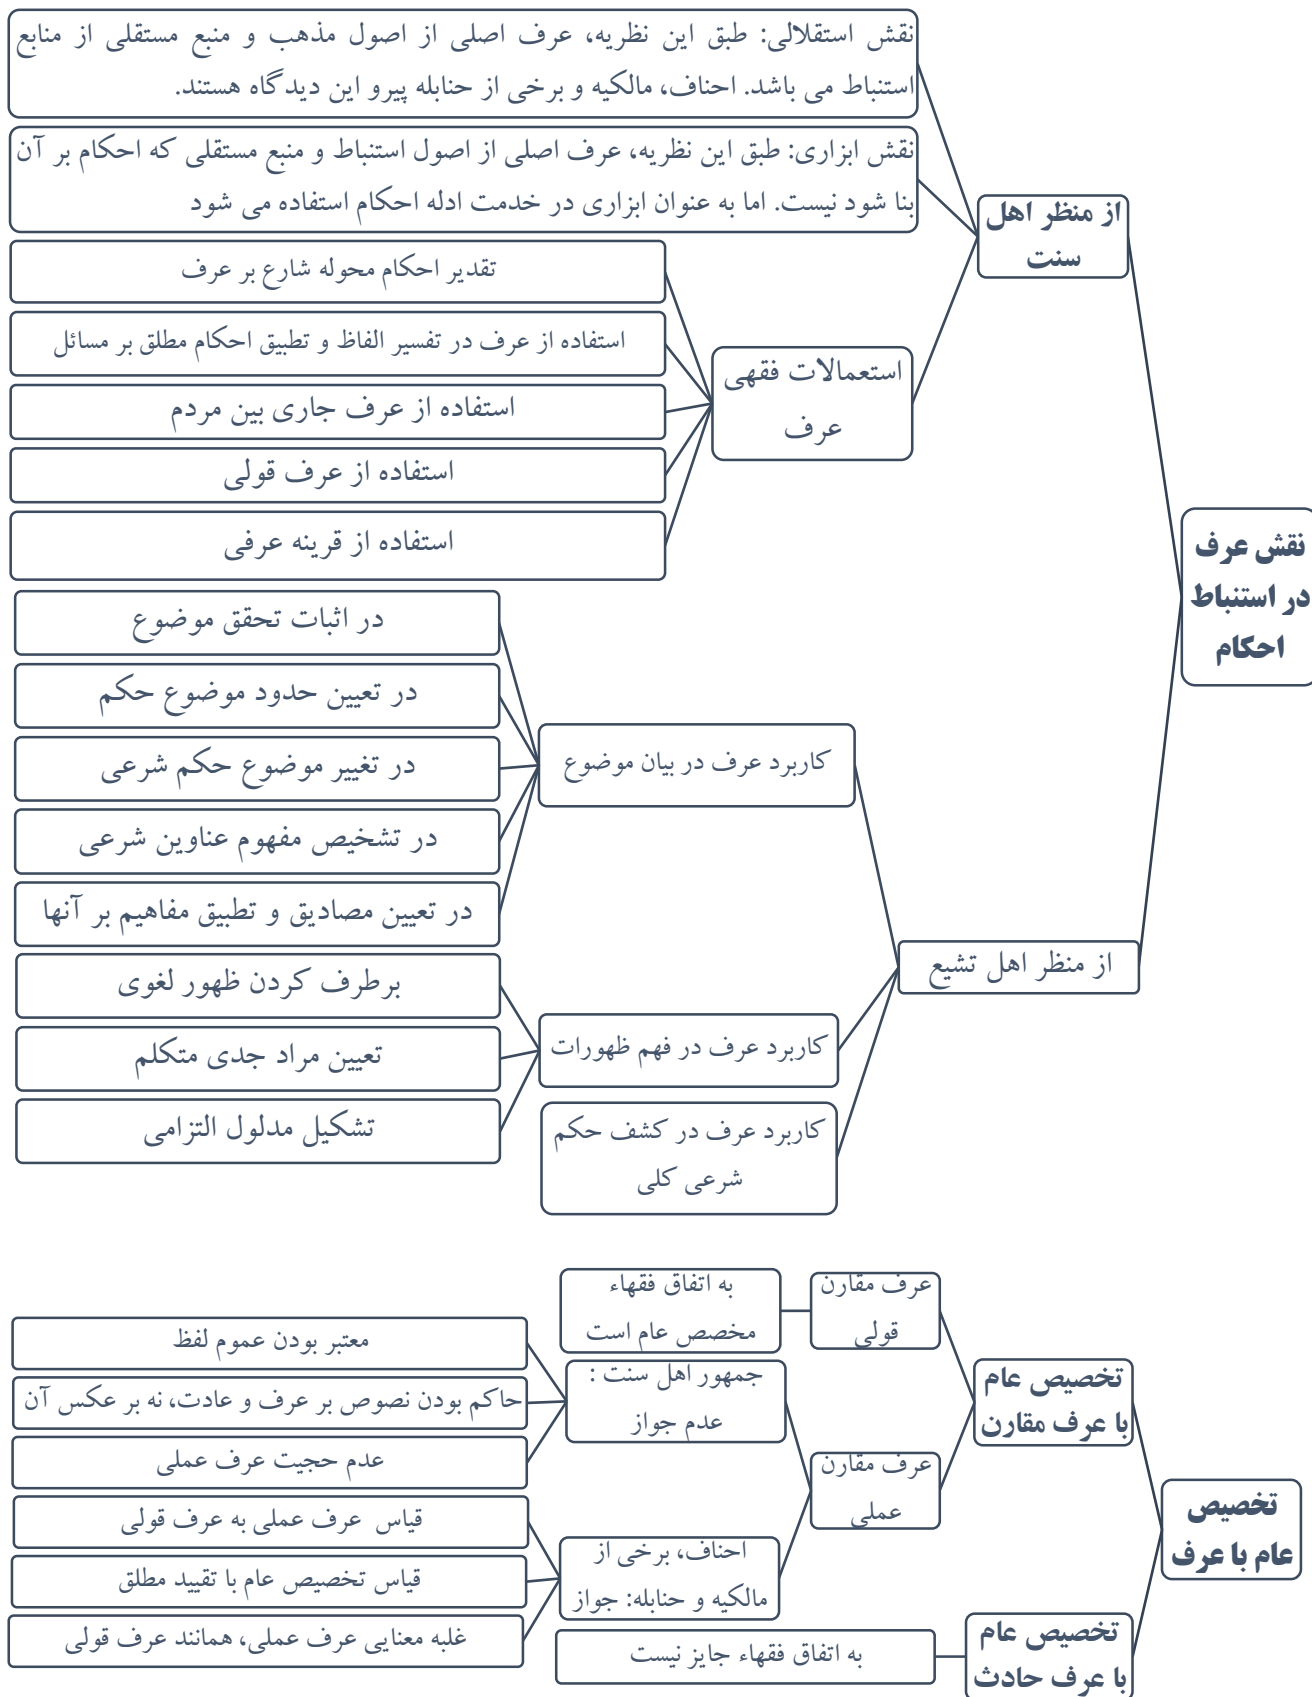 نقش عرف
در استنباط
احکام
از منظر اهل
سنت
نقش استقلالی: طبق این نظریه، عرف اصلی از اصول مذهب و منبع مستقلی از منابع
استنباط می باشد. احناف، مالکیه و برخی از حنابله پیرو این دیدگاه هستند.
نقش ابزاری: طبق این نظریه، عرف اصلی از اصول استنباط و منبع مستقلی که احکام بر آن
بنا شود نیست. اما به عنوان ابزاری در خدمت ادله احکام استفاده می شود
استعمالات فقهی
عرف
تقدیر احکام محوله شارع بر عرف
استفاده از عرف در تفسیر الفاظ و تطبیق احکام مطلق بر مسائل
استفاده از عرف جاری بین مردم
استفاده از عرف قولی
استفاده از قرینه عرفی
از منظر اهل تشیع
کاربرد عرف در بیان موضوع
در اثبات تحقق موضوع
در تعیین حدود موضوع حکم
در تغییر موضوع حکم شرعی
در تشخیص مفهوم عناوین شرعی
در تعیین مصادیق و تطبیق مفاهیم بر آنها
کاربرد عرف در فهم ظهورات
برطرف کردن ظهور لغوی
تعیین مراد جدی متکلم
تشکیل مدلول التزامی
کاربرد عرف در کشف حکم
شرعی کلی
تخصیص
عام با عرف
تخصیص عام
با عرف مقارن
عرف مقارن
قولی
به اتفاق فقهاء
مخصص عام است
عرف مقارن
عملی
جمهور اهل سنت :
عدم جواز
معتبر بودن عموم لفظ
حاکم بودن نصوص بر عرف و عادت، نه بر عکس آن
عدم حجیت عرف عملی
احناف، برخی از
مالکیه و حنابله: جواز
قیاس عرف عملی به عرف قولی
قیاس تخصیص عام با تقیید مطلق
غلبه معنایی عرف عملی، همانند عرف قولی
تخصیص عام
با عرف حادث
به اتفاق فقهاء جایز نیست